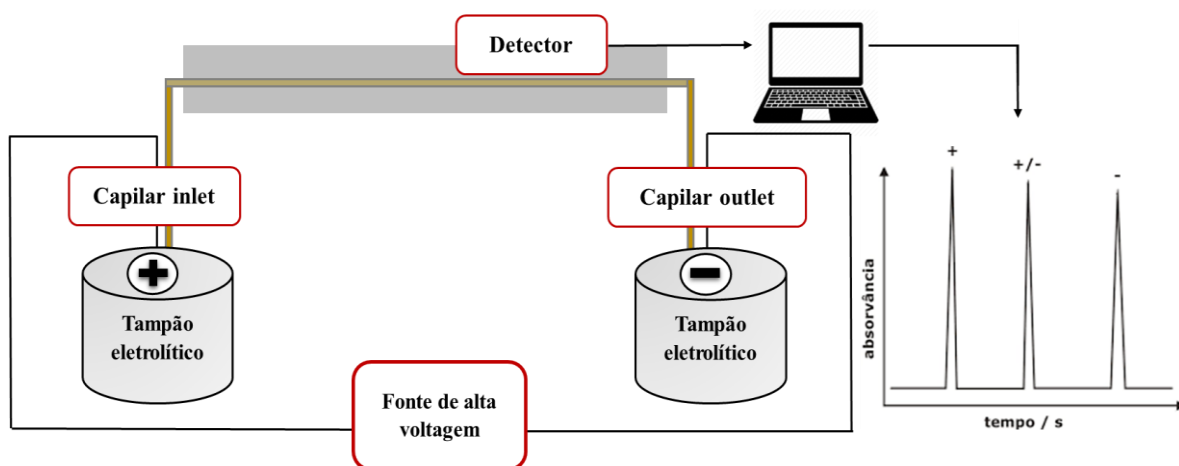 Detector
Capilar inlet
Capilar outlet
+
-
Tampão
eletrolítico
Tampão
eletrolítico
Fonte de alta
voltagem
+
+/-
-
absorvância
tempo / s